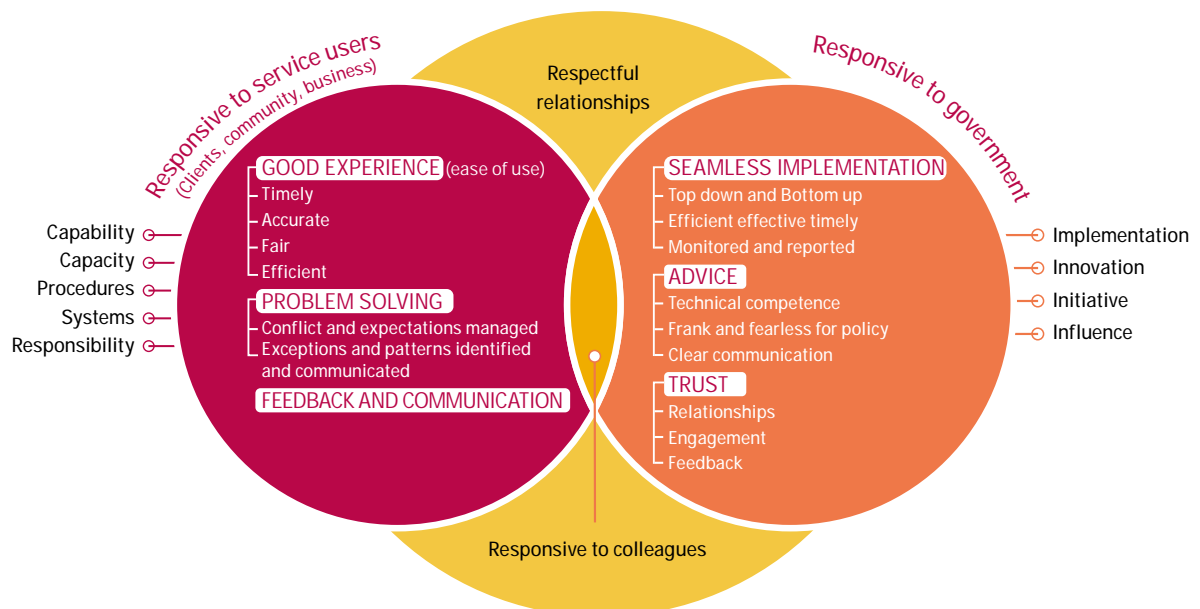 Responsive to service users
(Clients, community, business)
Respectful
relationships
Responsive to government
GOOD EXPERIENCE (ease of use)
Timely
Accurate
Fair
Efficient
PROBLEM SOLVING
Conflict and expectations managed
Exceptions and patterns identified
and communicated
FEEDBACK AND COMMUNICATION
SEAMLESS IMPLEMENTATION
Top down and Bottom up
Efficient effective timely
Monitored and reported
ADVICE
Technical competence
Frank and fearless for policy
Clear communication
TRUST
Relationships
Engagement
Feedback
Capability
Capacity
Procedures
Systems
Responsibility
Implementation
Innovation
Initiative
Influence
Responsive to colleagues